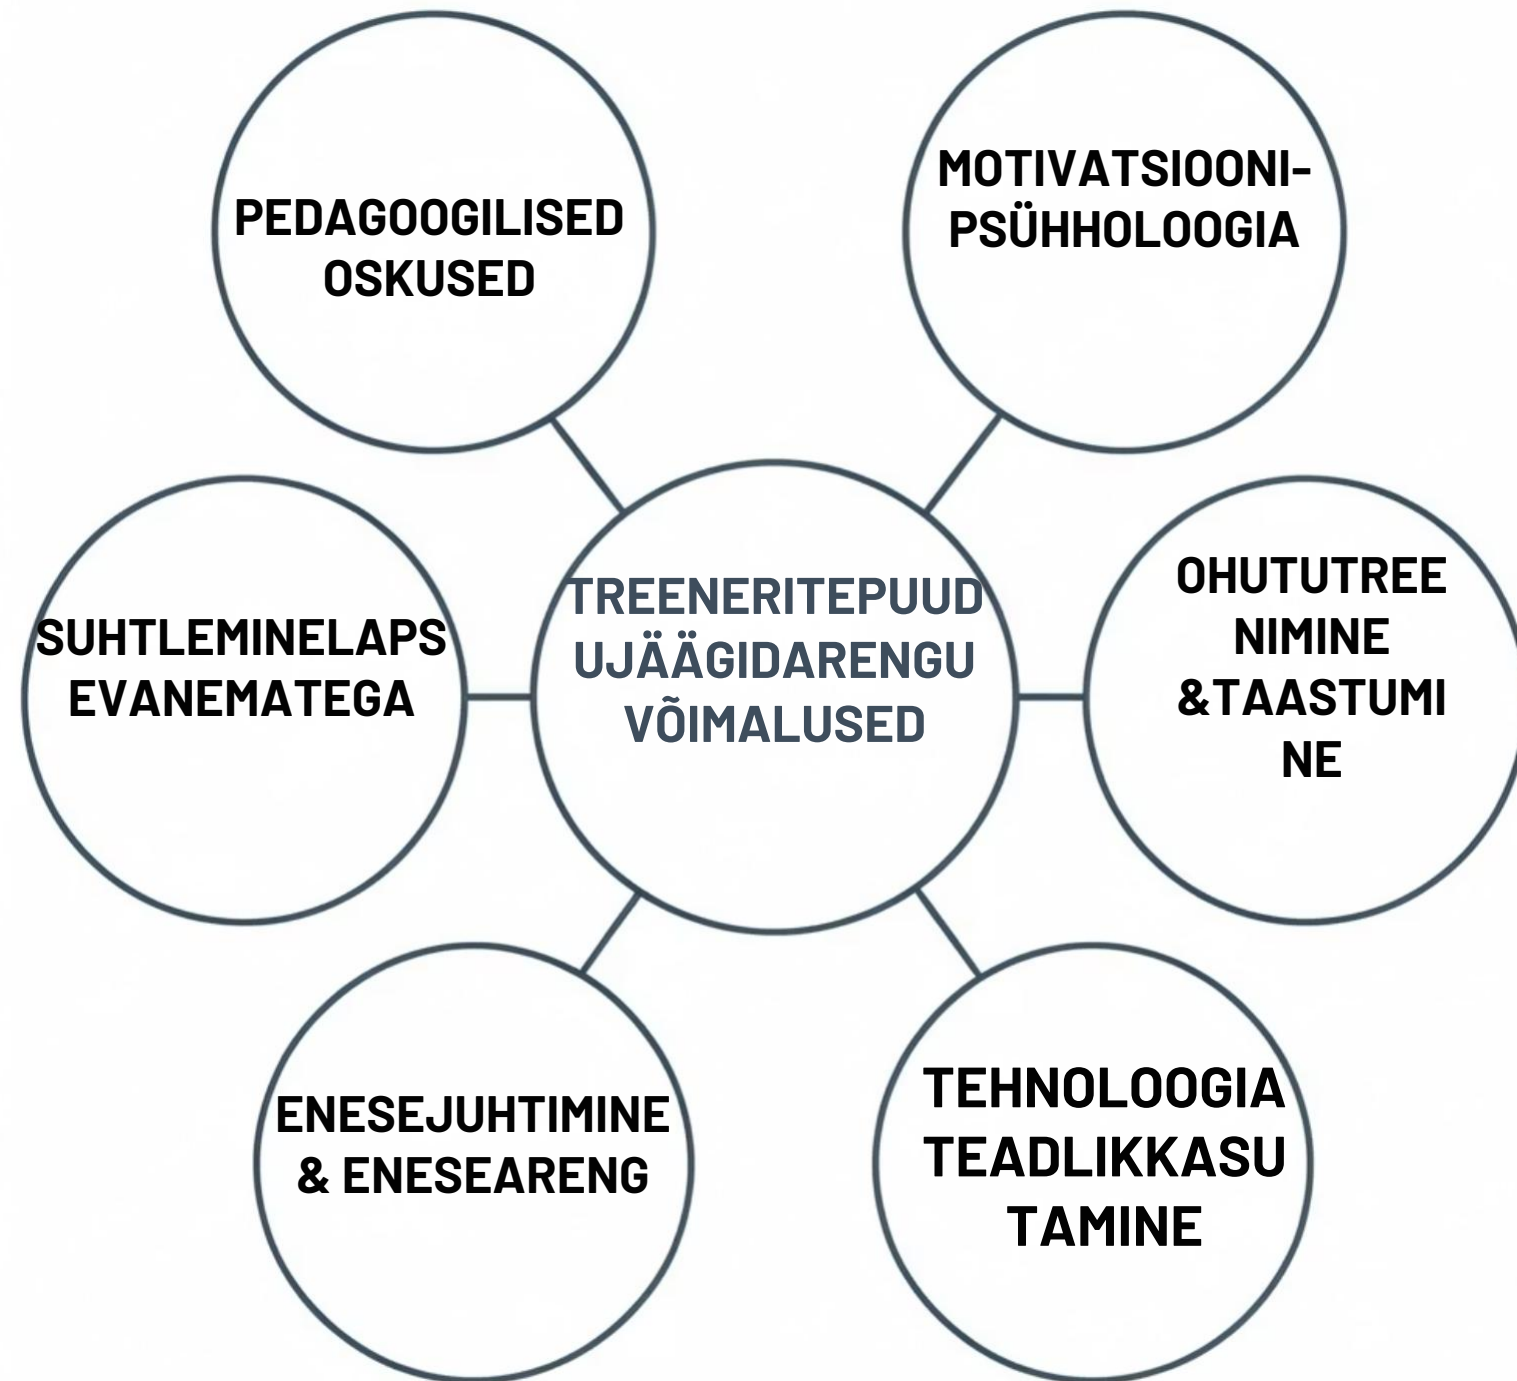 PEDAGOOGILISED
OSKUSED
MOTIVATSIOONI-
PSÜHHOLOOGIA
SUHTLEMINELAPS
EVANEMATEGA
TREENERITEPUUD
UJÄÄGIDARENGU
VÕIMALUSED
OHUTUTREE
NIMINE
&TAASTUMI
NE
ENESEJUHTIMINE
& ENESEARENG
TEHNOLOOGIA
TEADLIKKASU
TAMINE